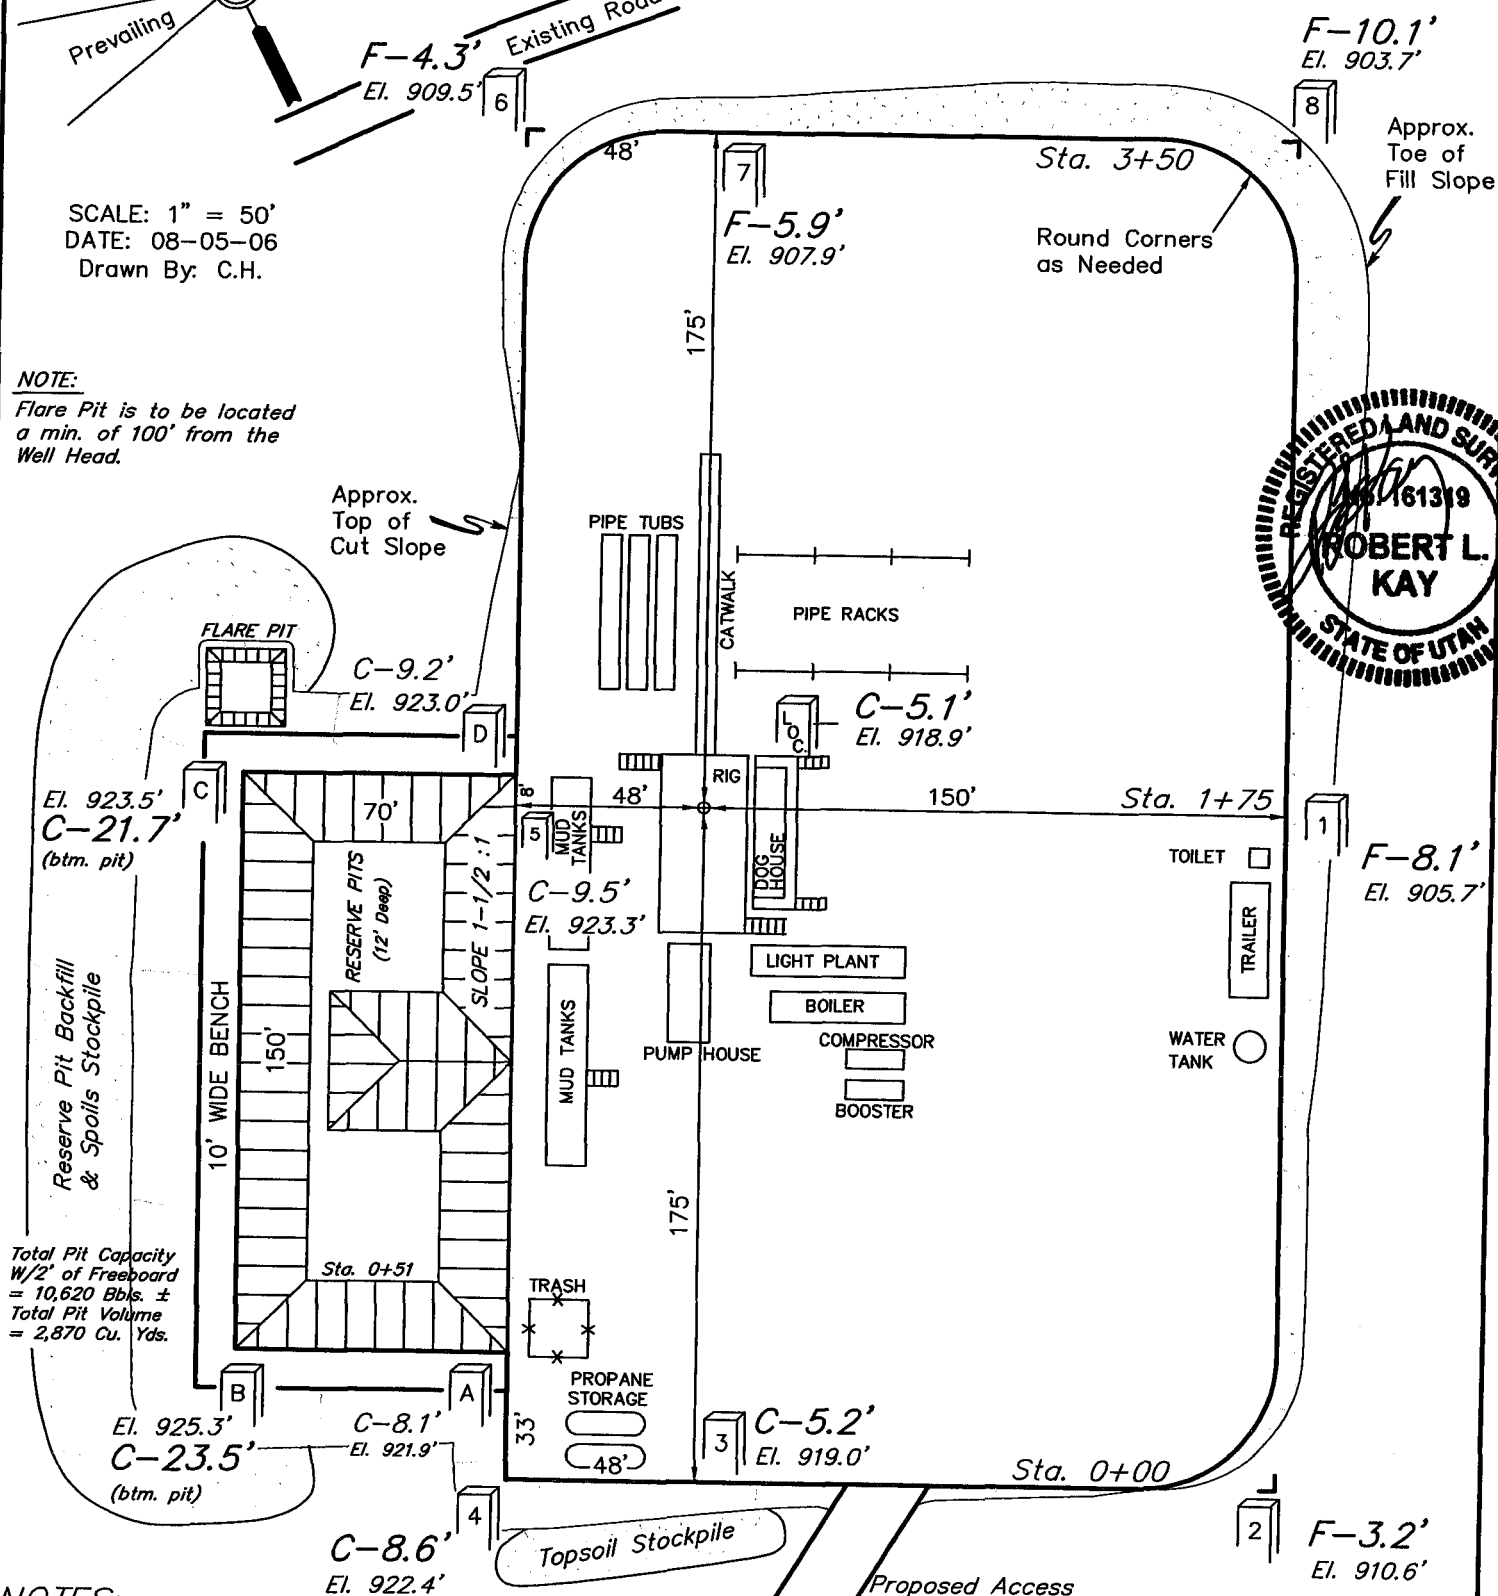 Prevailing
Existing Road
F-4.3'
El. 909.5'
6
F-10.1'
El. 903.7'
8
Approx.
Toe of
Fill Slope
48'
7
Sta. 3+50
F-5.9'
El. 907.9'
Round Corners
as Needed
SCALE: 1" = 50'
DATE: 08-05-06
Drawn By: C.H.
175'
NOTE:
Flare Pit is to be located
a min. of 100' from the
Well Head.
REGISTERED LAND SURV
No. 161319
ROBERT L.
KAY
STATE OF UTAH
Approx.
Top of
Cut Slope
PIPE TUBS
CATWALK
PIPE RACKS
FLARE PIT
C-9.2'
El. 923.0'
D
LOC.
C-5.1'
El. 918.9'
RIG
C
El. 923.5'
C-21.7'
(btm. pit)
70'
8'
48'
150'
Sta. 1+75
1
F-8.1'
El. 905.7'
5
MUD
TANKS
DOG
HOUSE
TOILET
TRAILER
C-9.5'
El. 923.3'
RESERVE PITS
(12' Deep)
SLOPE 1-1/2 :1
LIGHT PLANT
BOILER
COMPRESSOR
BOOSTER
PUMP HOUSE
MUD TANKS
WATER
TANK
Reserve Pit Backfill
& Spoils Stockpile
10' WIDE BENCH
150'
175'
Total Pit Capacity
W/2' of Freeboard
= 10,620 Bbls. ±
Total Pit Volume
= 2,870 Cu. Yds.
Sta. 0+51
TRASH
PROPANE
STORAGE
33'
48'
B
A
El. 925.3'
C-23.5'
(btm. pit)
C-8.1'
El. 921.9'
3
C-5.2'
El. 919.0'
Sta. 0+00
4
C-8.6'
El. 922.4'
Topsoil Stockpile
2
F-3.2'
El. 910.6'
Proposed Access
NOTES: